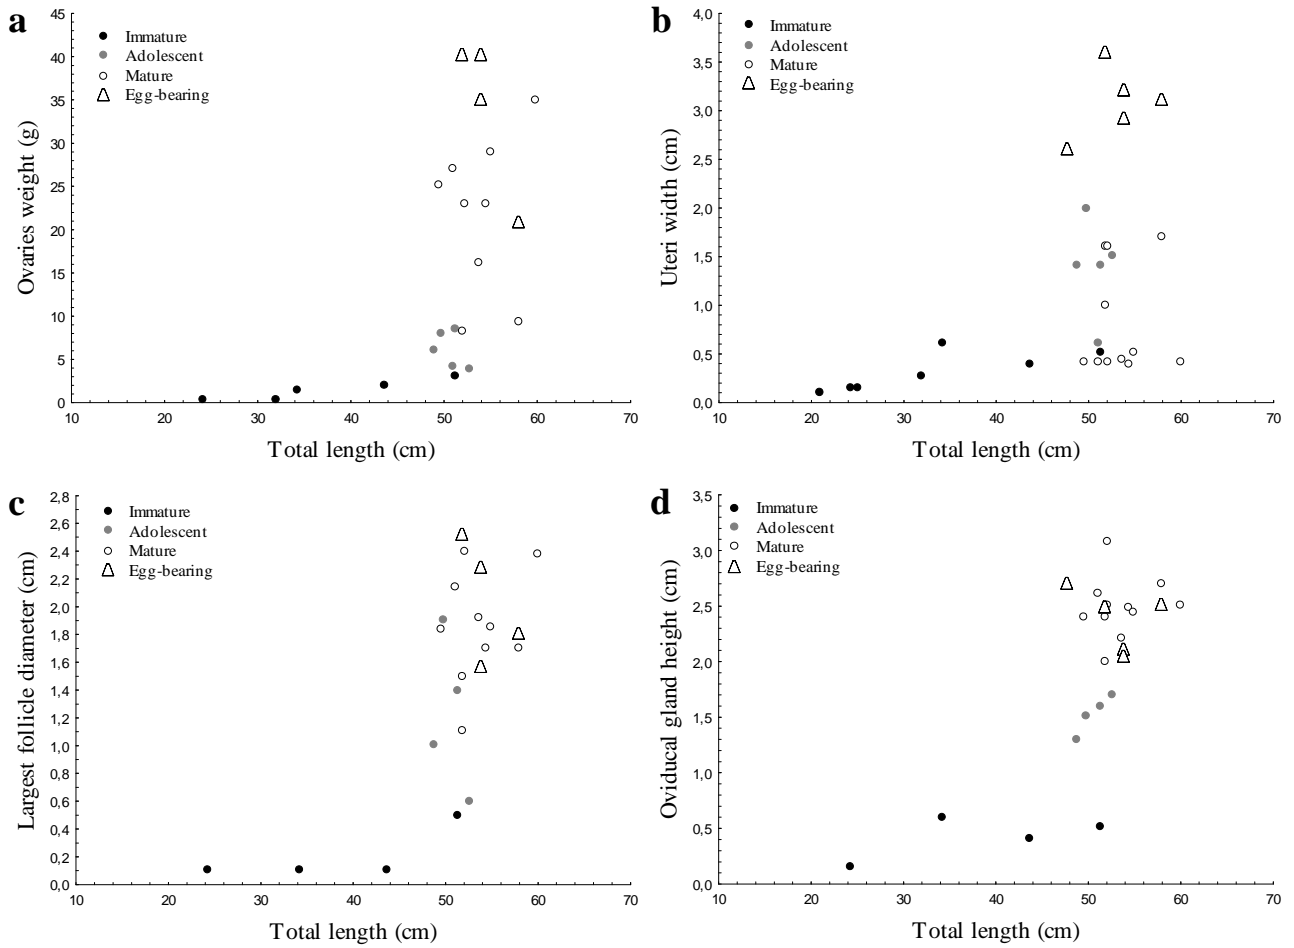 a
45
40
35
30
25
20
15
10
5
0
Ovaries weight (g)
Immature
Adolescent
Mature
Egg-bearing
10 20 30 40 50 60 70
Total length (cm)
b
4,0
3,5
3,0
2,5
2,0
1,5
1,0
0,5
0,0
Uteri width (cm)
Immature
Adolescent
Mature
Egg-bearing
10 20 30 40 50 60 70
Total length (cm)
c
2,8
2,6
2,4
2,2
2,0
1,8
1,6
1,4
1,2
1,0
0,8
0,6
0,4
0,2
0,0
Largest follicle diameter (cm)
Immature
Adolescent
Mature
Egg-bearing
10 20 30 40 50 60 70
Total length (cm)
d
3,5
3,0
2,5
2,0
1,5
1,0
0,5
0,0
Oviducal gland height (cm)
Immature
Adolescent
Mature
Egg-bearing
10 20 30 40 50 60 70
Total length (cm)